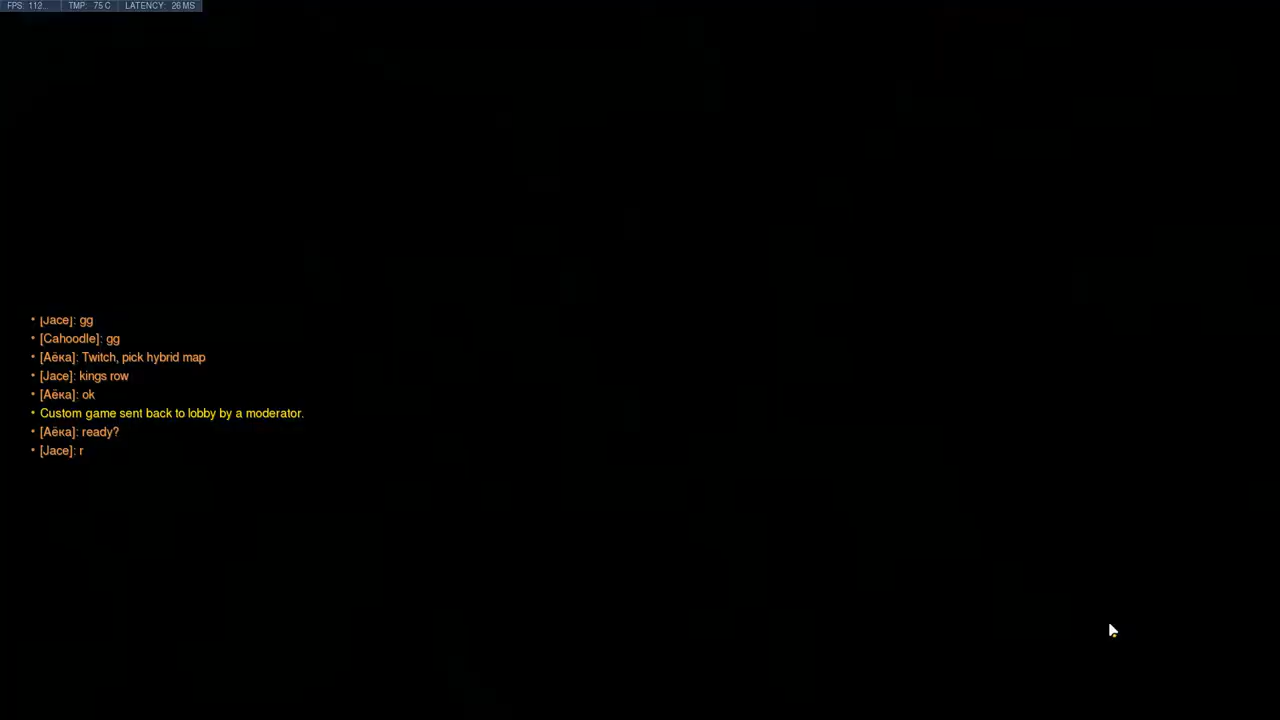 FPS: 112... TMP: 75 C LATENCY: 26 MS
• [Jace]: gg
• [Cahoodle]: gg
• [Аёка]: Twitch, pick hybrid map
• [Jace]: kings row
• [Аёка]: ok
• Custom game sent back to lobby by a moderator.
• [Аёка]: ready?
• [Jace]: r